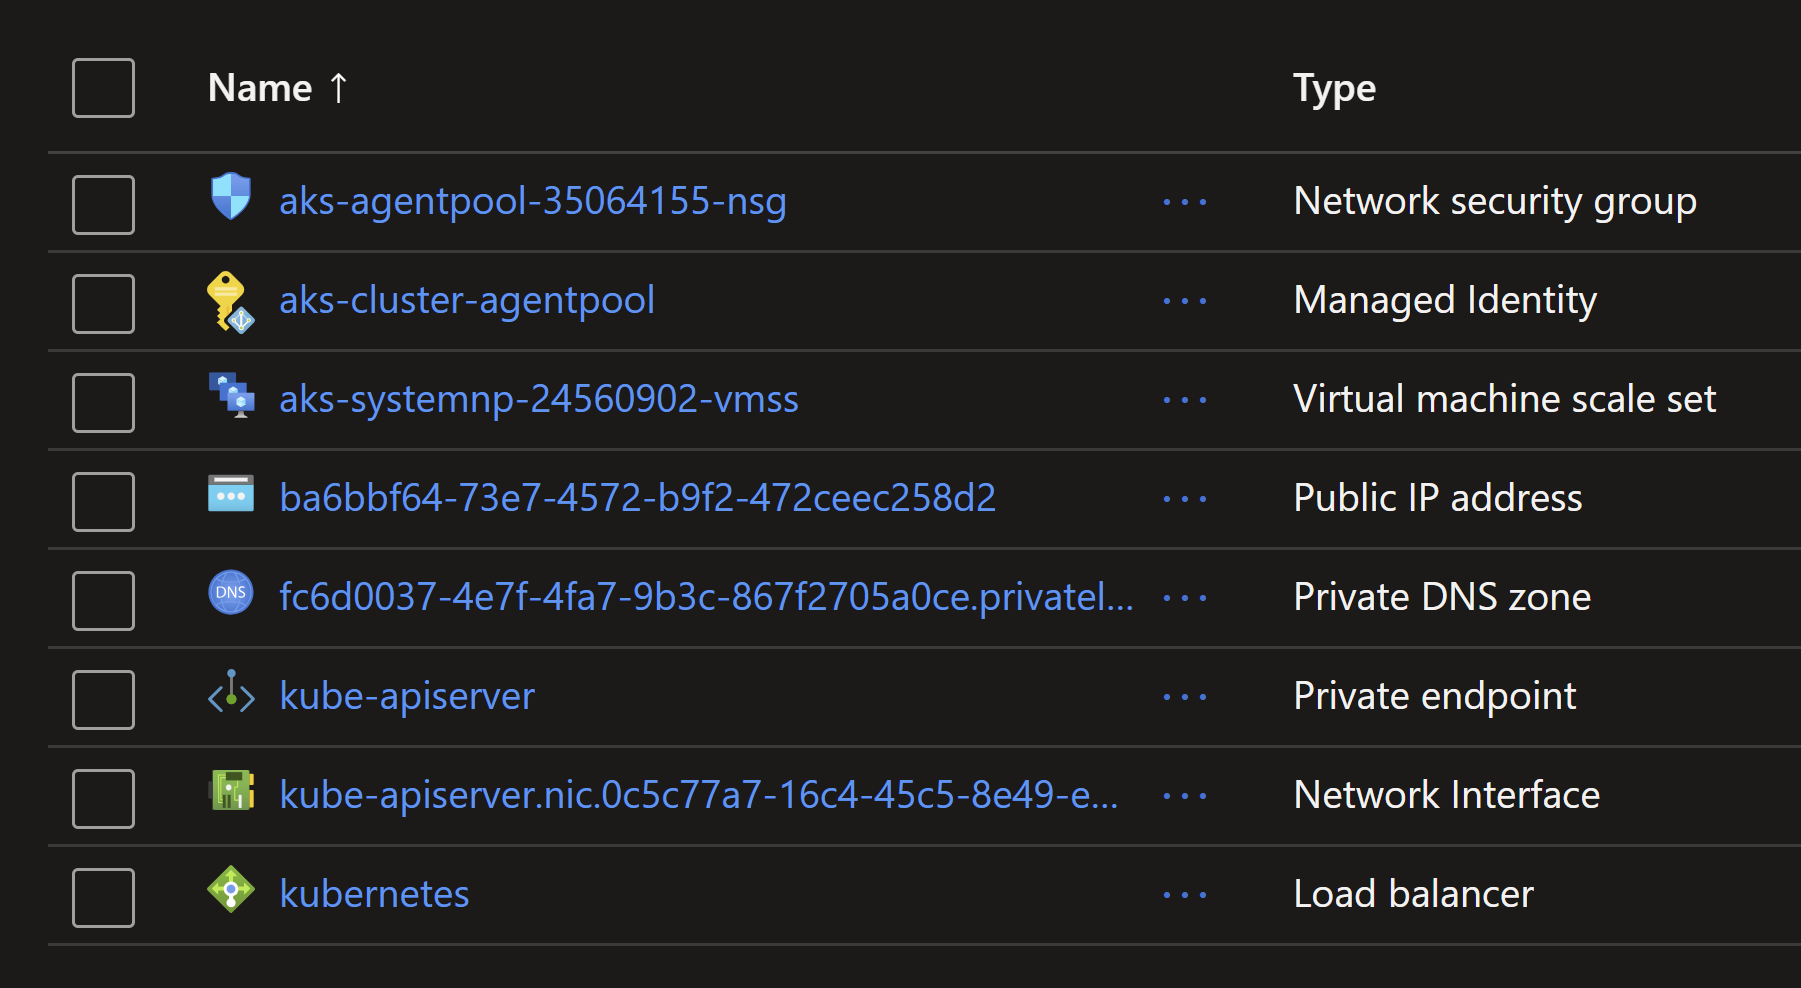 Name ↑ Type
aks-agentpool-35064155-nsg ... Network security group
aks-cluster-agentpool ... Managed Identity
aks-systemnp-24560902-vmss ... Virtual machine scale set
ba6bbf64-73e7-4572-b9f2-472ceec258d2 ... Public IP address
DNS fc6d0037-4e7f-4fa7-9b3c-867f2705a0ce.privatel... ... Private DNS zone
kube-apiserver ... Private endpoint
kube-apiserver.nic.0c5c77a7-16c4-45c5-8e49-e... ... Network Interface
kubernetes ... Load balancer